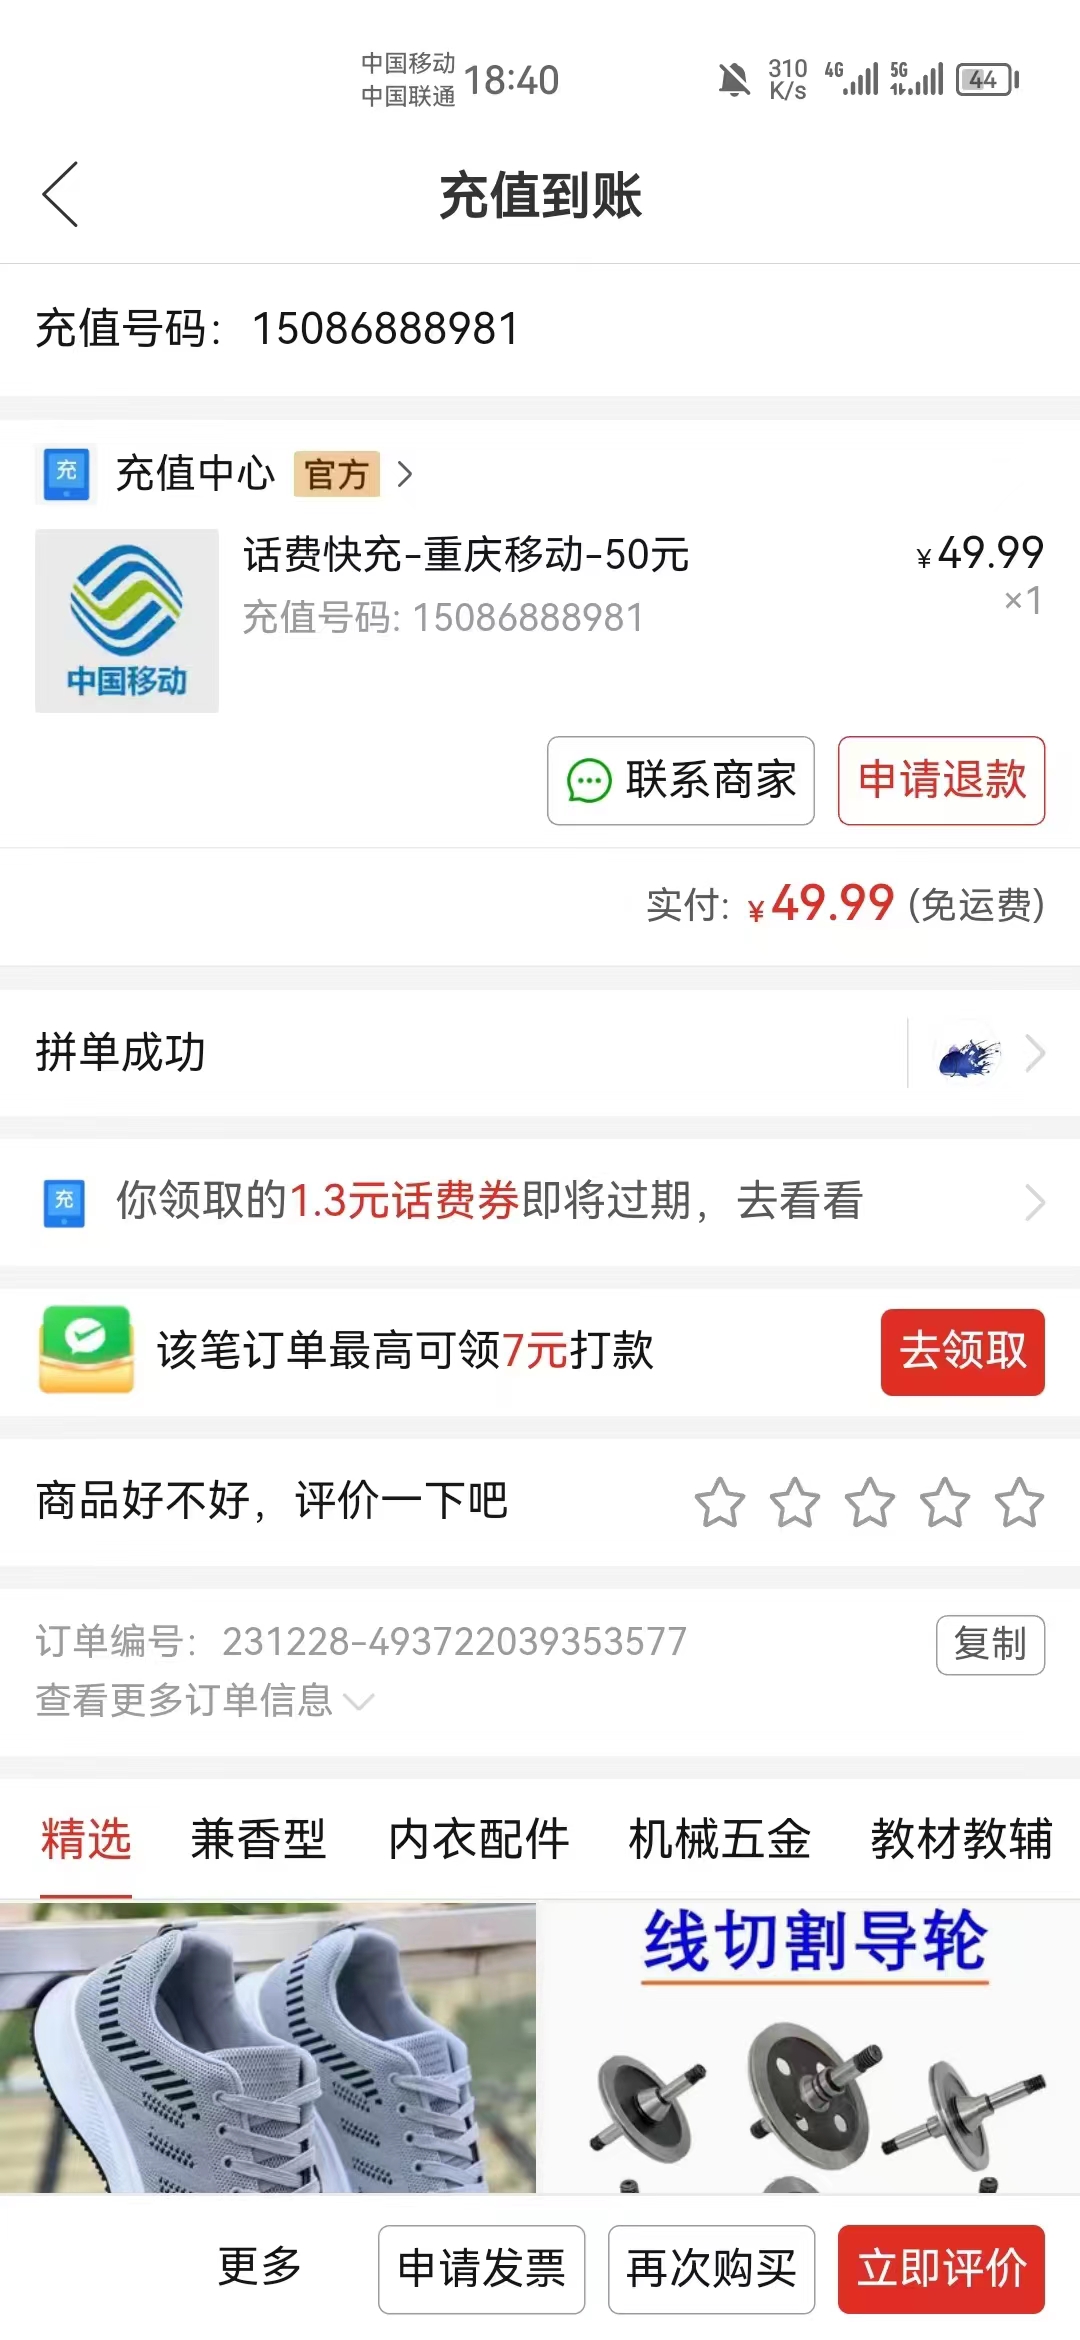 中国移动
中国联通
18:40
310
K/s
4G
5G
44
充值到账
充值号码: 15086888981
充
充值中心 官方
话费快充-重庆移动-50元 ¥49.99
充值号码: 15086888981 ×1
中国移动
联系商家 申请退款
实付: ¥49.99 (免运费)
拼单成功
充
你领取的1.3元话费券即将过期，去看看
该笔订单最高可领7元打款 去领取
商品好不好，评价一下吧
订单编号: 231228-493722039353577 复制
查看更多订单信息
精选 兼香型 内衣配件 机械五金 教材教辅
线切割导轮
更多 申请发票 再次购买 立即评价